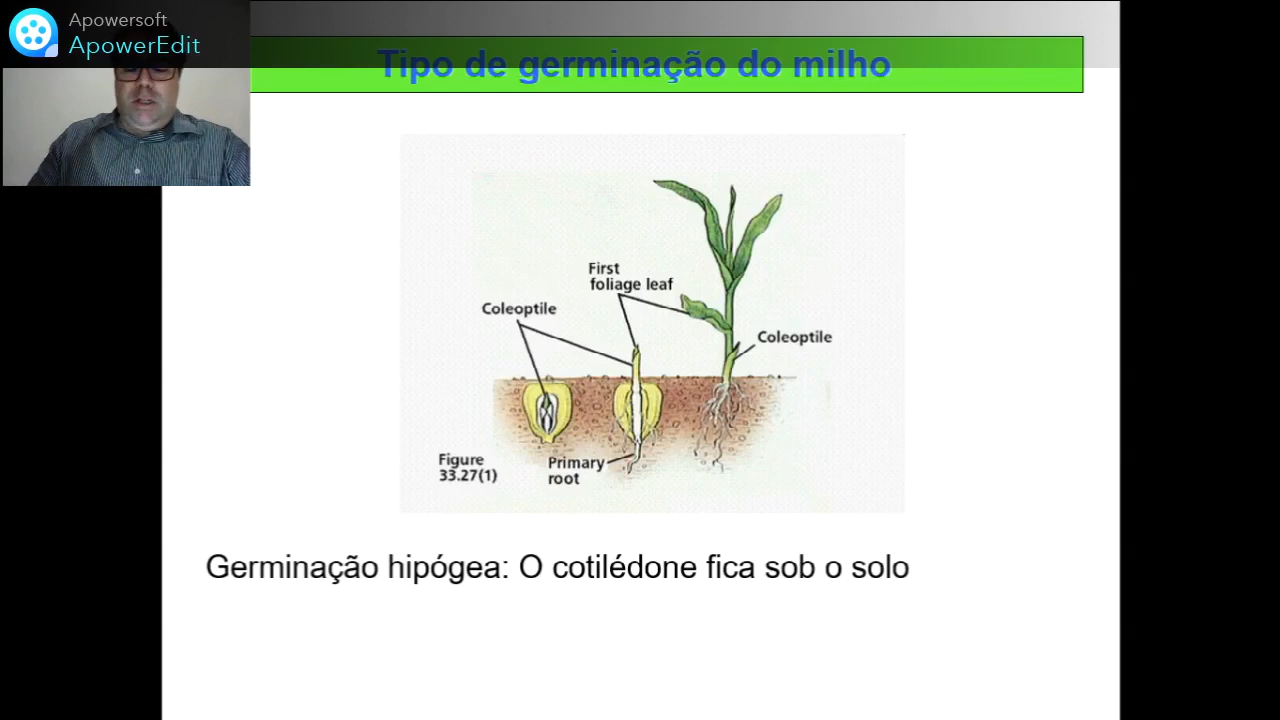 Apowersoft
ApowerEdit
Tipo de germinação do milho
First
foliage leaf
Coleoptile
Coleoptile
Figure
33.27(1)
Primary
root
Germinação hipógea: O cotilédone fica sob o solo